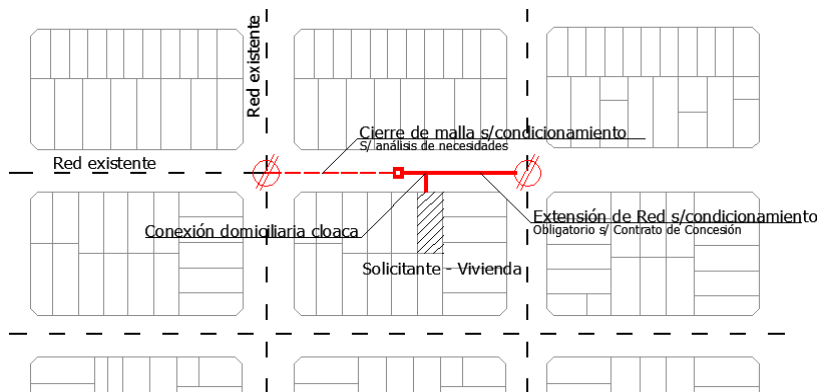 Red existente
Cierre de malla s/condicionamiento
S/ análisis de necesidades
Red existente
Extensión de Red s/condicionamiento
Obligatorio s/ Contrato de Concesión
Conexión domiciliaria cloaca
Solicitante - Vivienda